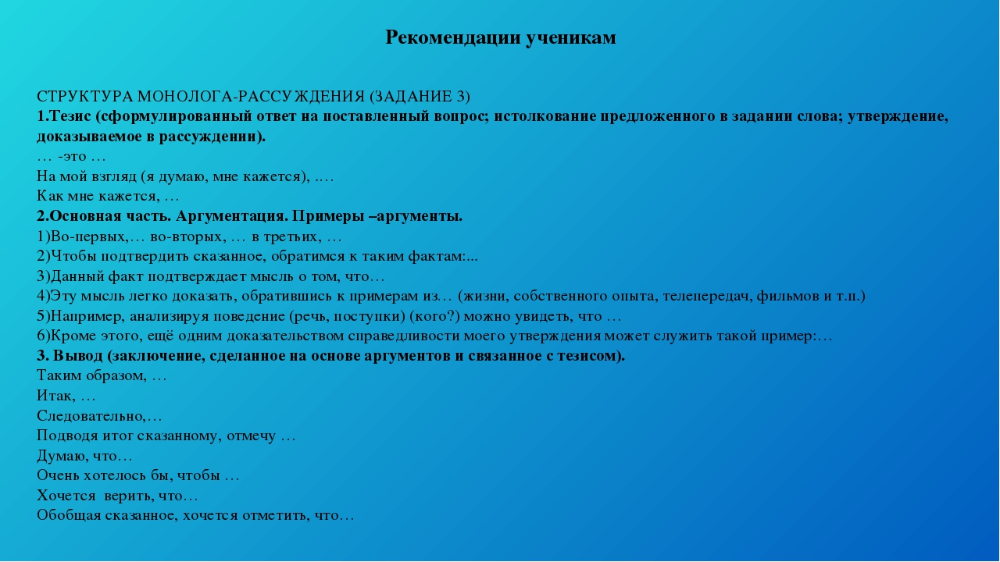 Рекомендации ученикам
СТРУКТУРА МОНОЛОГА-РАССУЖДЕНИЯ (ЗАДАНИЕ 3)
1.Тезис (сформулированный ответ на поставленный вопрос; истолкование предложенного в задании слова; утверждение,
доказываемое в рассуждении).
… -это …
На мой взгляд (я думаю, мне кажется), .…
Как мне кажется, …
2.Основная часть. Аргументация. Примеры –аргументы.
1)Во-первых,… во-вторых, … в третьих, …
2)Чтобы подтвердить сказанное, обратимся к таким фактам:...
3)Данный факт подтверждает мысль о том, что…
4)Эту мысль легко доказать, обратившись к примерам из… (жизни, собственного опыта, телепередач, фильмов и т.п.)
5)Например, анализируя поведение (речь, поступки) (кого?) можно увидеть, что …
6)Кроме этого, ещё одним доказательством справедливости моего утверждения может служить такой пример:…
3. Вывод (заключение, сделанное на основе аргументов и связанное с тезисом).
Таким образом, …
Итак, …
Следовательно,…
Подводя итог сказанному, отмечу …
Думаю, что…
Очень хотелось бы, чтобы …
Хочется  верить, что…
Обобщая сказанное, хочется отметить, что…